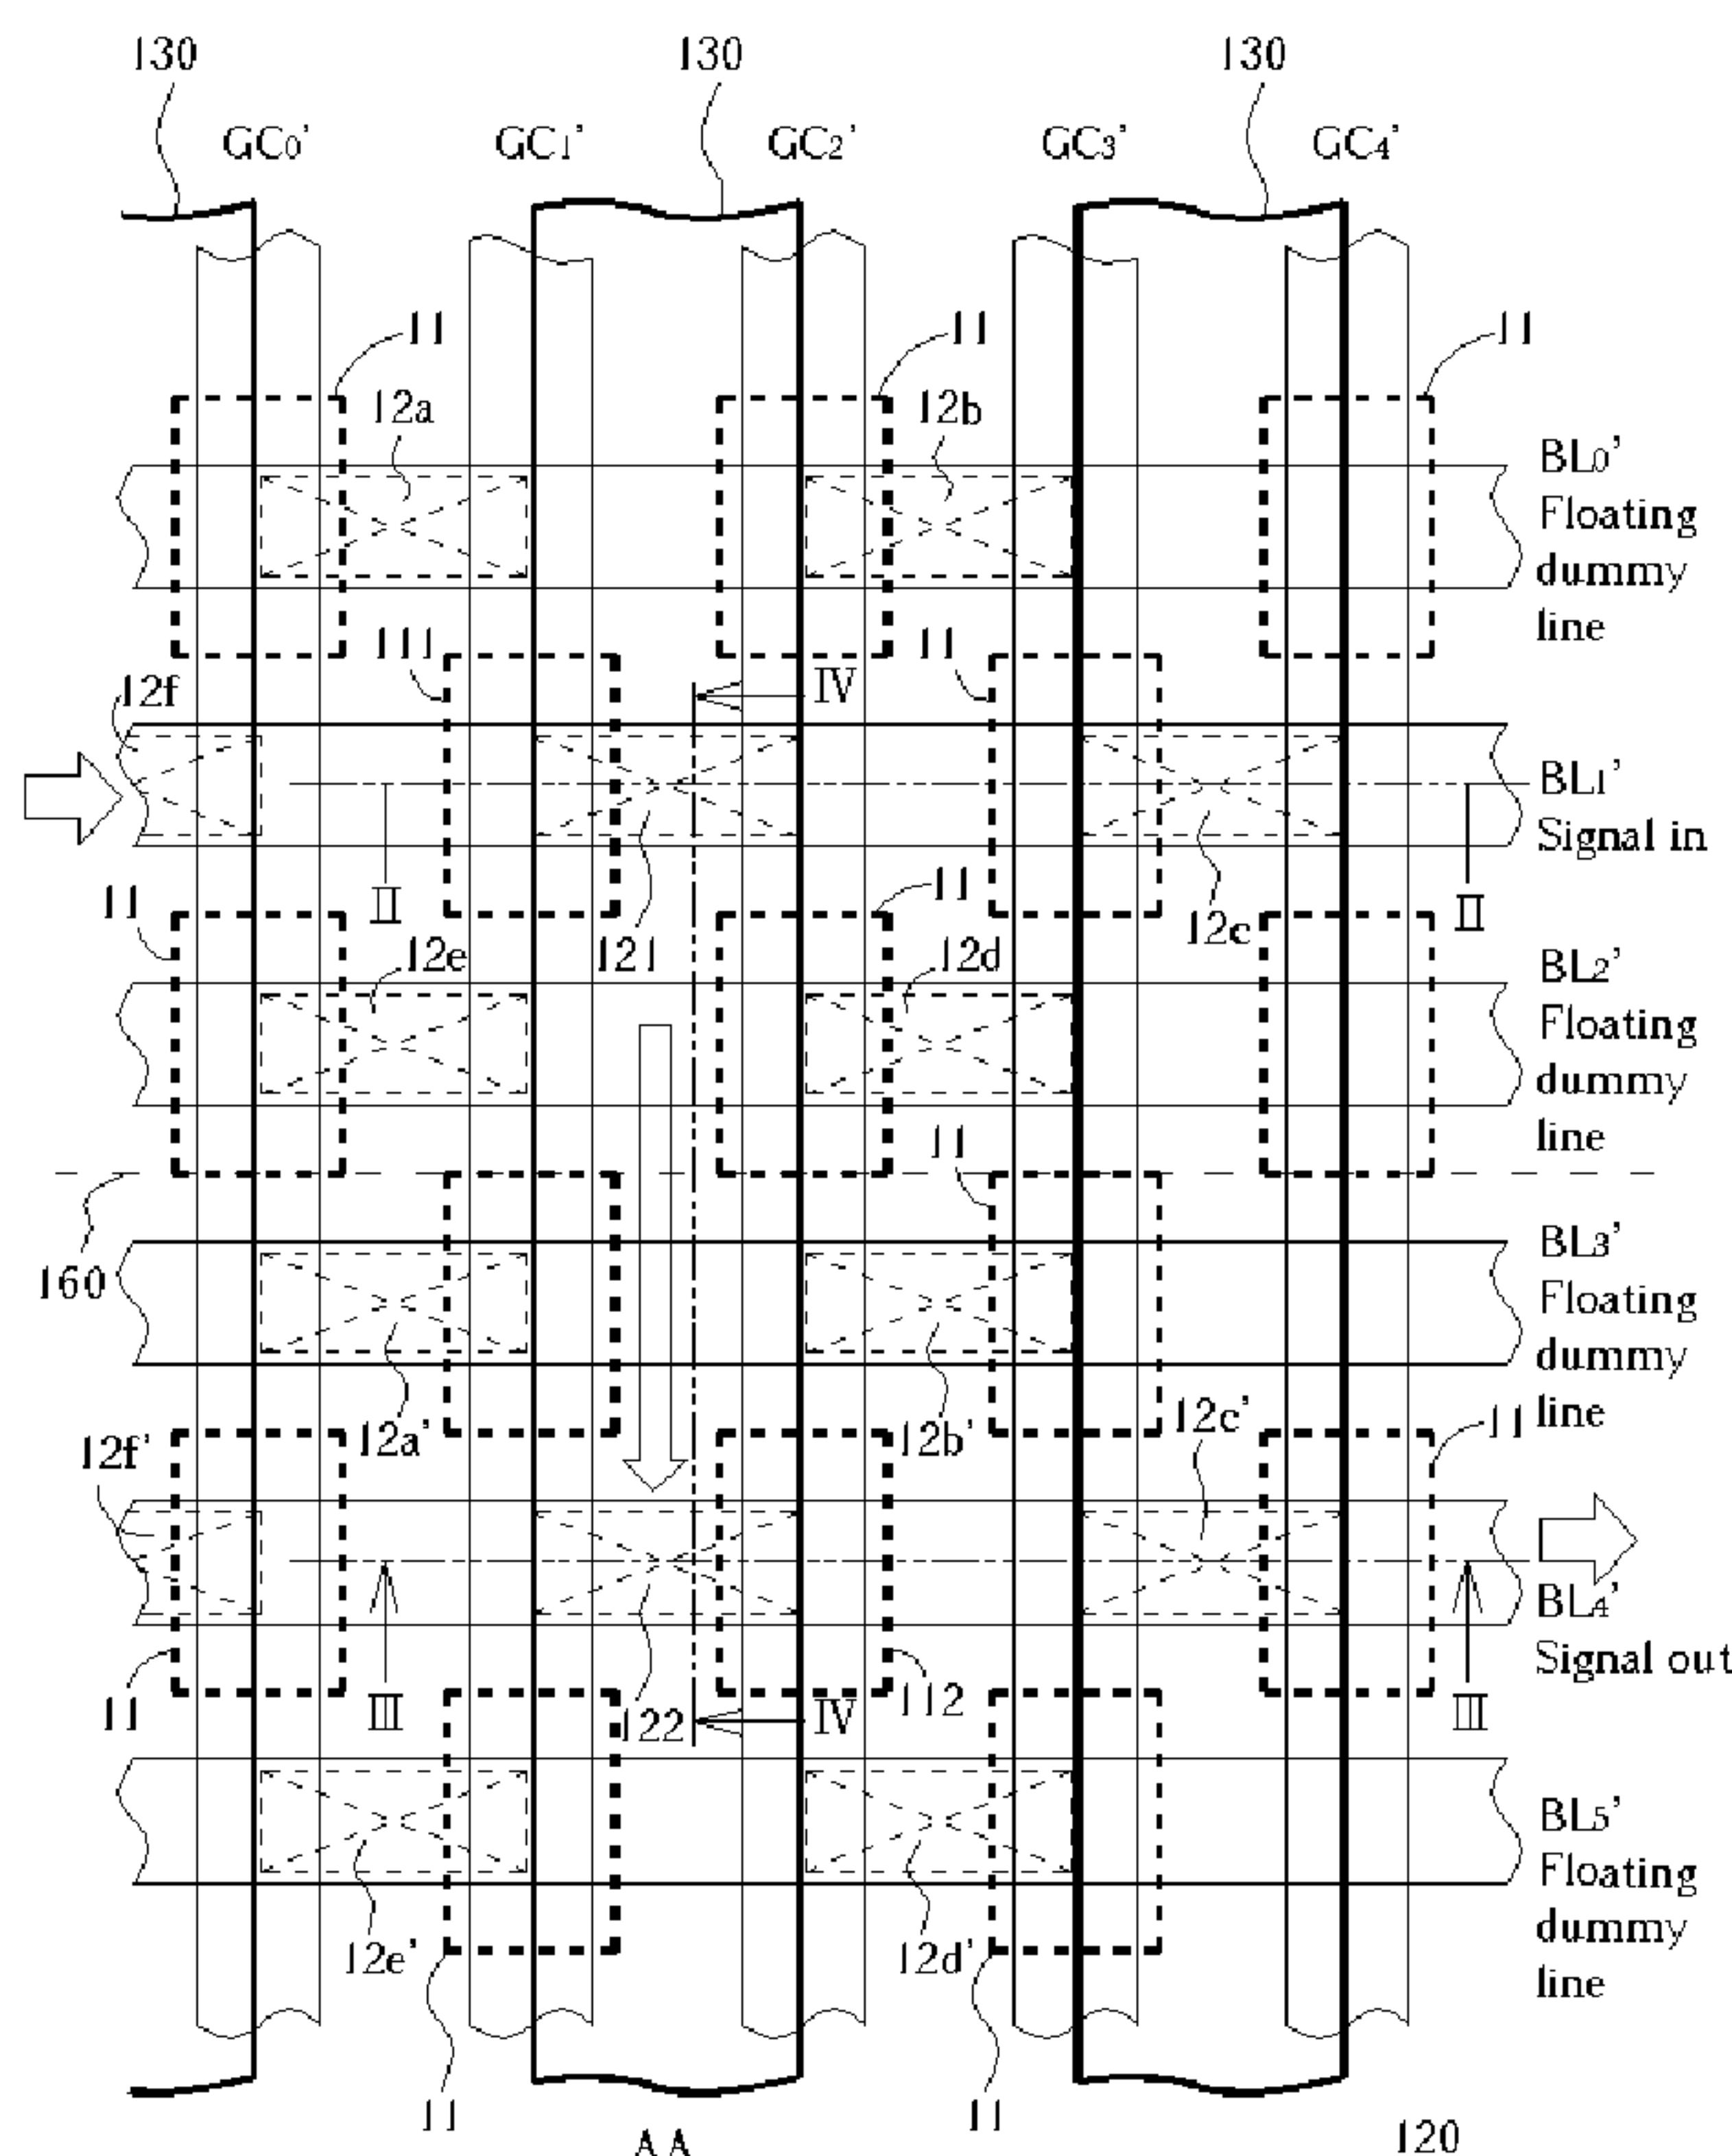 130 130 130
GC0' GC1' GC2' GC3' GC4'
11 11 11
12a 12b
BL0'
Floating
dummy
line
111 11
12f IV
BL1'
Signal in
11 II 11 II
12e 121 12d 12c
BL2'
Floating
dummy
line
11
160
BL3'
Floating
dummy
line
12a' 12b' 12c' 11
12f'
BL4'
Signal out
11 III 122 IV 112 III
BL5'
Floating
dummy
line
12e' 12d'
11 11
AA 120